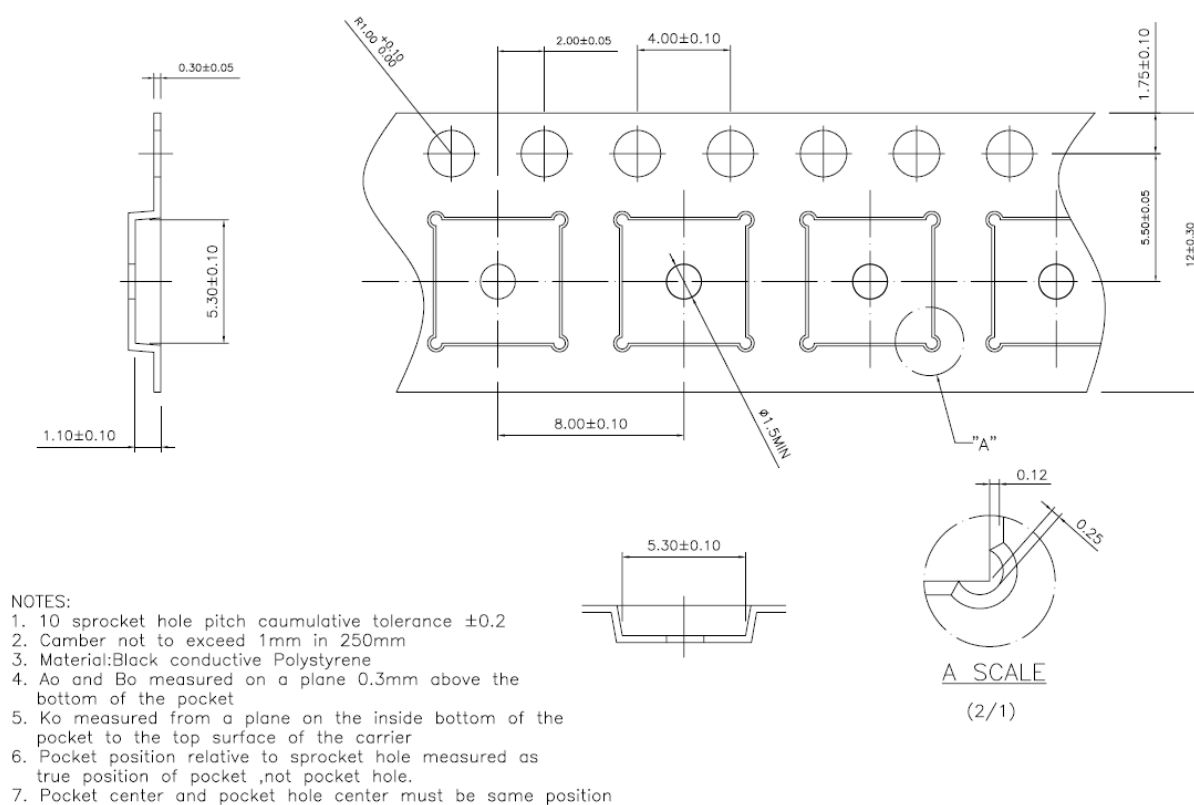 R1.00 +0.10
0.00
2.00±0.05
4.00±0.10
1.75±0.10
0.30±0.05
5.50±0.05
12±0.30
5.30±0.10
1.10±0.10
8.00±0.10
ø1.5MIN
"A"
0.12
0.25
5.30±0.10
A SCALE
(2/1)
NOTES:
1. 10 sprocket hole pitch caumulative tolerance ±0.2
2. Camber not to exceed 1mm in 250mm
3. Material:Black conductive Polystyrene
4. Ao and Bo measured on a plane 0.3mm above the
bottom of the pocket
5. Ko measured from a plane on the inside bottom of the
pocket to the top surface of the carrier
6. Pocket position relative to sprocket hole measured as
true position of pocket ,not pocket hole.
7. Pocket center and pocket hole center must be same position